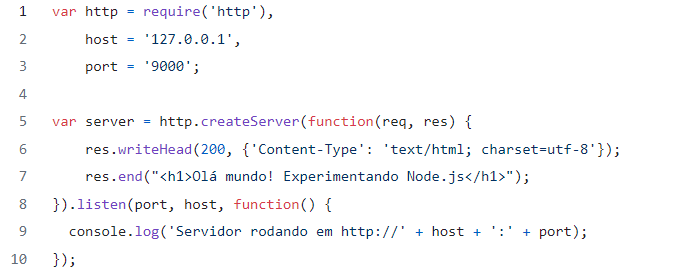 1 var http = require('http'),
2 host = '127.0.0.1',
3 port = '9000';
4
5 var server = http.createServer(function(req, res) {
6 res.writeHead(200, {'Content-Type': 'text/html; charset=utf-8'});
7 res.end("<h1>Olá mundo! Experimentando Node.js</h1>");
8 }).listen(port, host, function() {
9 console.log('Servidor rodando em http://' + host + ':' + port);
10 });